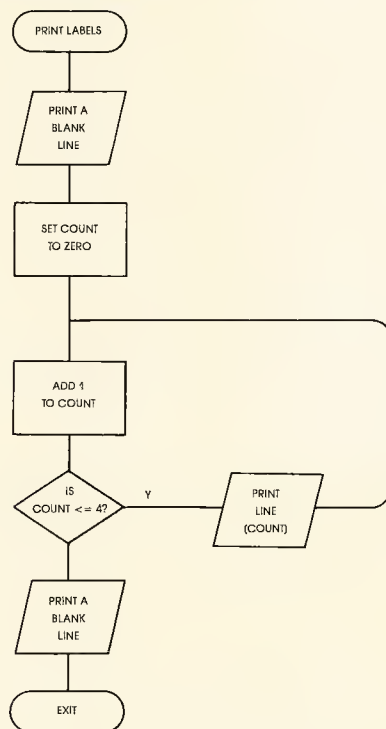 PRINT LABELS
PRINT A
BLANK
LINE
SET COUNT
TO ZERO
ADD 1
TO COUNT
IS
COUNT <= 4?
Y
PRINT
LINE
(COUNT)
PRINT A
BLANK
LINE
EXIT